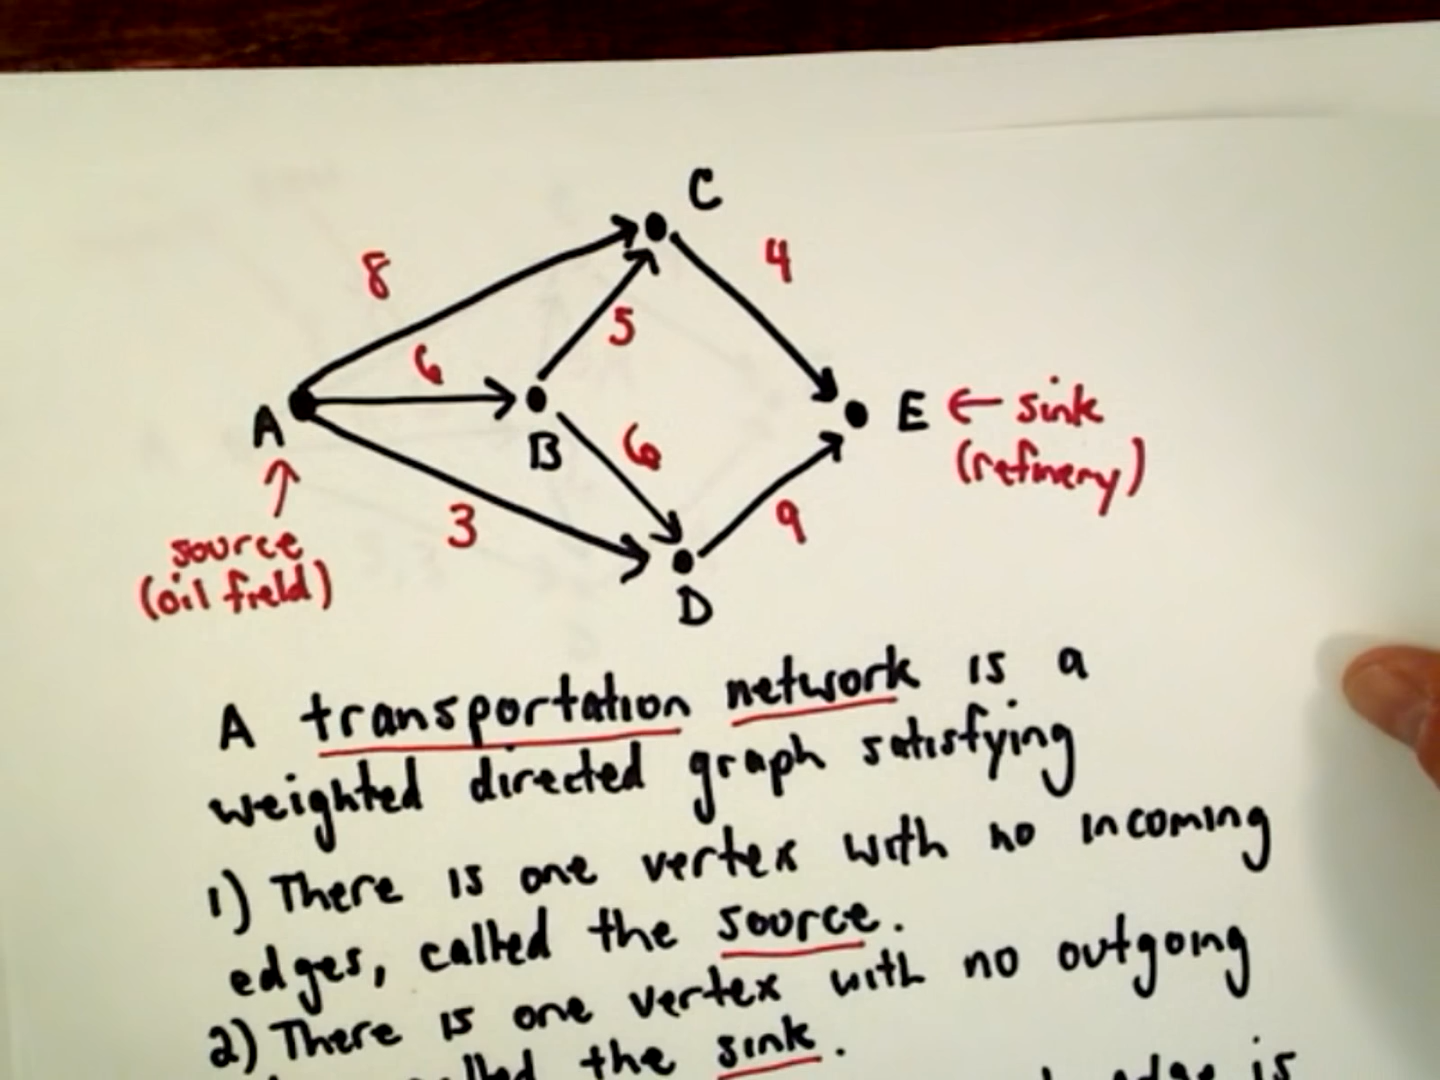 C
8
4
6
5
A
B
6
E ← sink
(refinery)
3
9
source
(oil field)
D
A transportation network is a
weighted directed graph satisfying
1) There is one vertex with no incoming
edges, called the source.
2) There is one vertex with no outgoing
the sink.
edge is